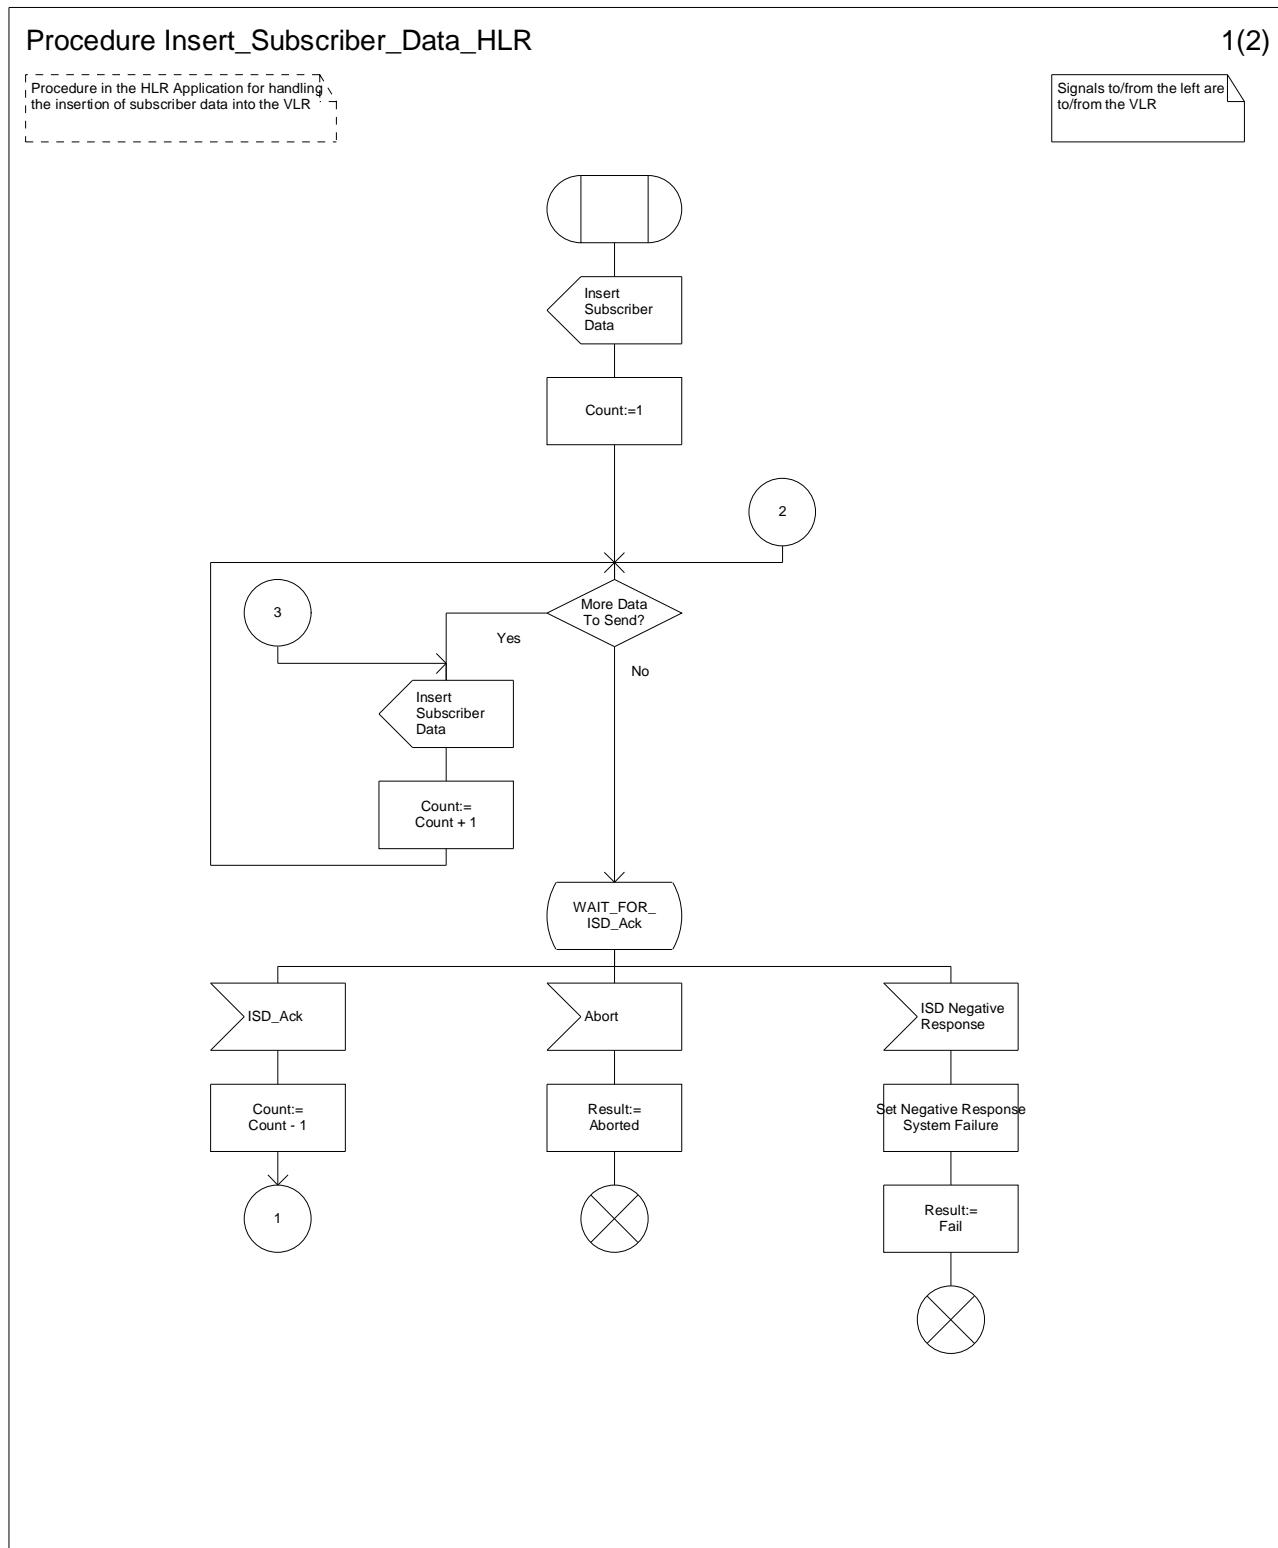 Procedure Insert_Subscriber_Data_HLR
1(2)
Procedure in the HLR Application for handling
the insertion of subscriber data into the VLR
Signals to/from the left are
to/from the VLR
Insert
Subscriber
Data
Count:=1
2
3
More Data
To Send?
Yes
No
Insert
Subscriber
Data
Count:=
Count + 1
WAIT_FOR_
ISD_Ack
ISD_Ack
Abort
ISD Negative
Response
Count:=
Count - 1
Result:=
Aborted
Set Negative Response
System Failure
1
Result:=
Fail